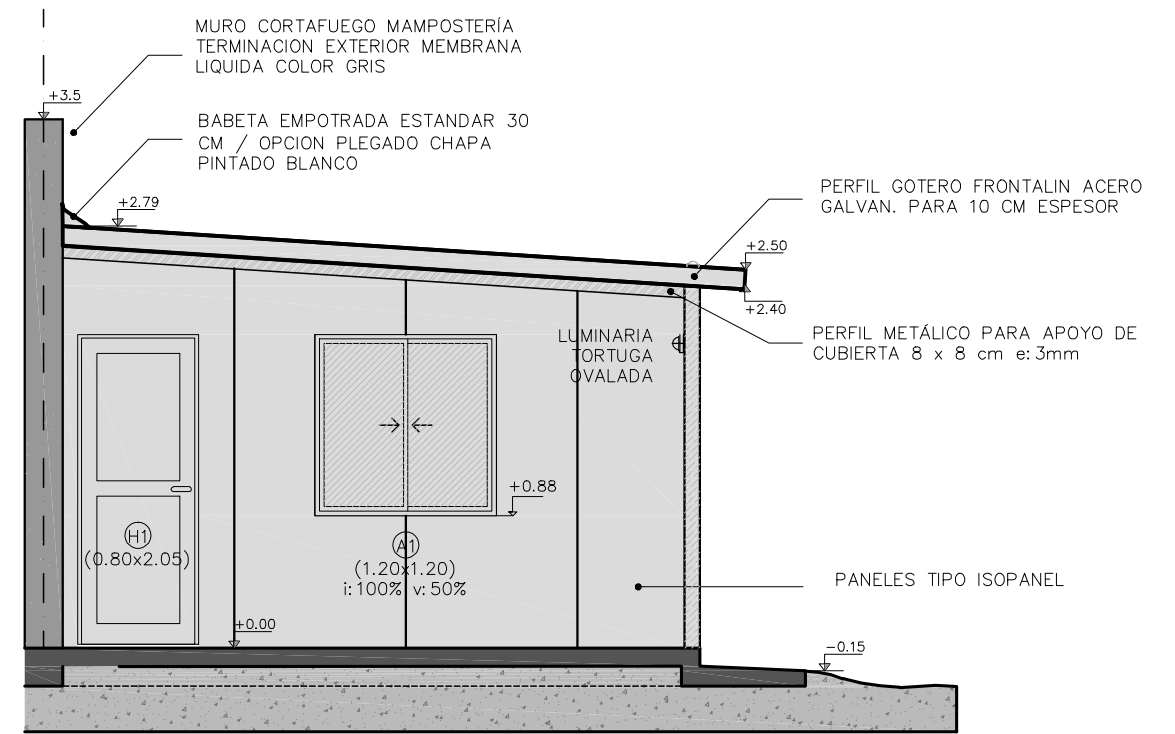 MURO CORTAFUEGO MAMPOSTERÍA
TERMINACION EXTERIOR MEMBRANA
LIQUIDA COLOR GRIS
+3.5
BABETA EMPOTRADA ESTANDAR 30
CM / OPCION PLEGADO CHAPA
PINTADO BLANCO
+2.79
PERFIL GOTERO FRONTALIN ACERO
GALVAN. PARA 10 CM ESPESOR
+2.50
+2.40
PERFIL METÁLICO PARA APOYO DE
CUBIERTA 8 x 8 cm e:3mm
LUMINARIA
TORTUGA
OVALADA
+0.88
H1
(0.80x2.05)
A1
(1.20x1.20)
i:100% v:50%
PANELES TIPO ISOPANEL
+0.00
-0.15